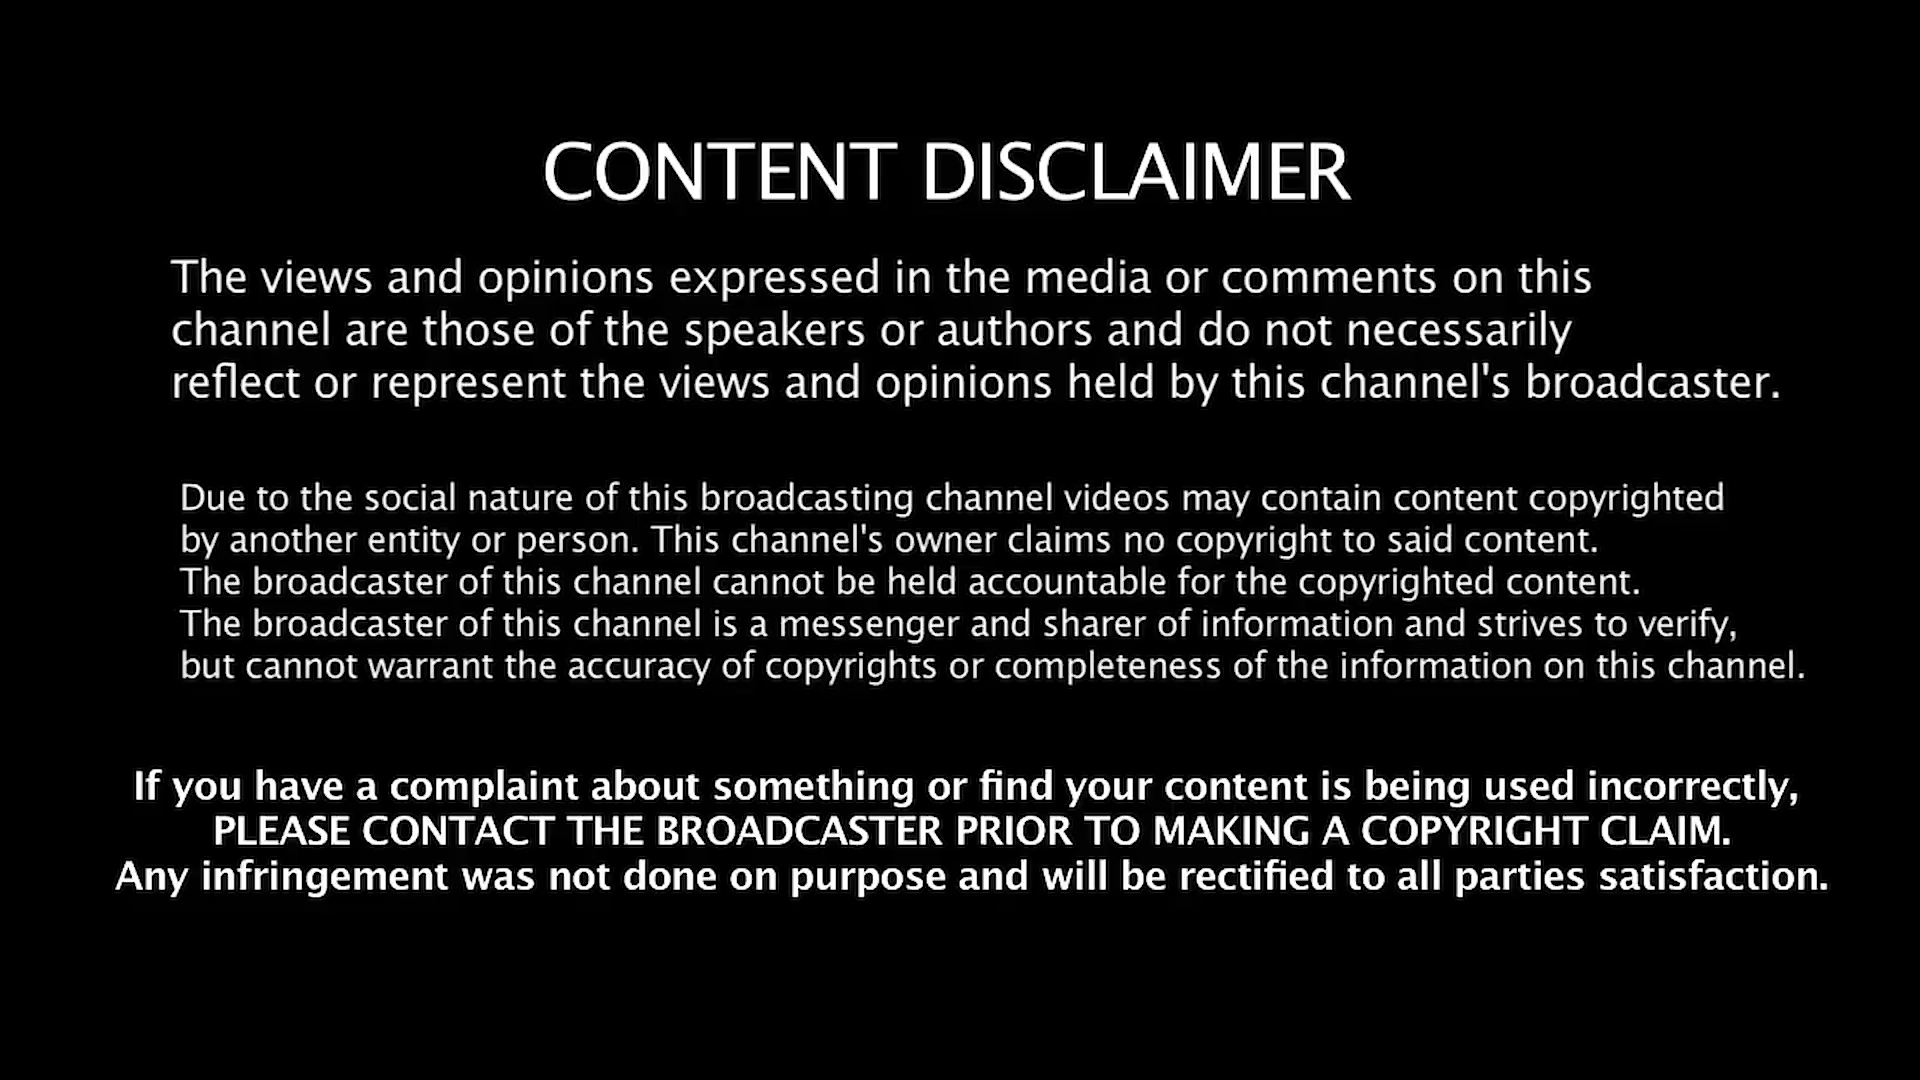 CONTENT DISCLAIMER
The views and opinions expressed in the media or comments on this
channel are those of the speakers or authors and do not necessarily
reflect or represent the views and opinions held by this channel's broadcaster.
Due to the social nature of this broadcasting channel videos may contain content copyrighted
by another entity or person. This channel's owner claims no copyright to said content.
The broadcaster of this channel cannot be held accountable for the copyrighted content.
The broadcaster of this channel is a messenger and sharer of information and strives to verify,
but cannot warrant the accuracy of copyrights or completeness of the information on this channel.
If you have a complaint about something or find your content is being used incorrectly,
PLEASE CONTACT THE BROADCASTER PRIOR TO MAKING A COPYRIGHT CLAIM.
Any infringement was not done on purpose and will be rectified to all parties satisfaction.